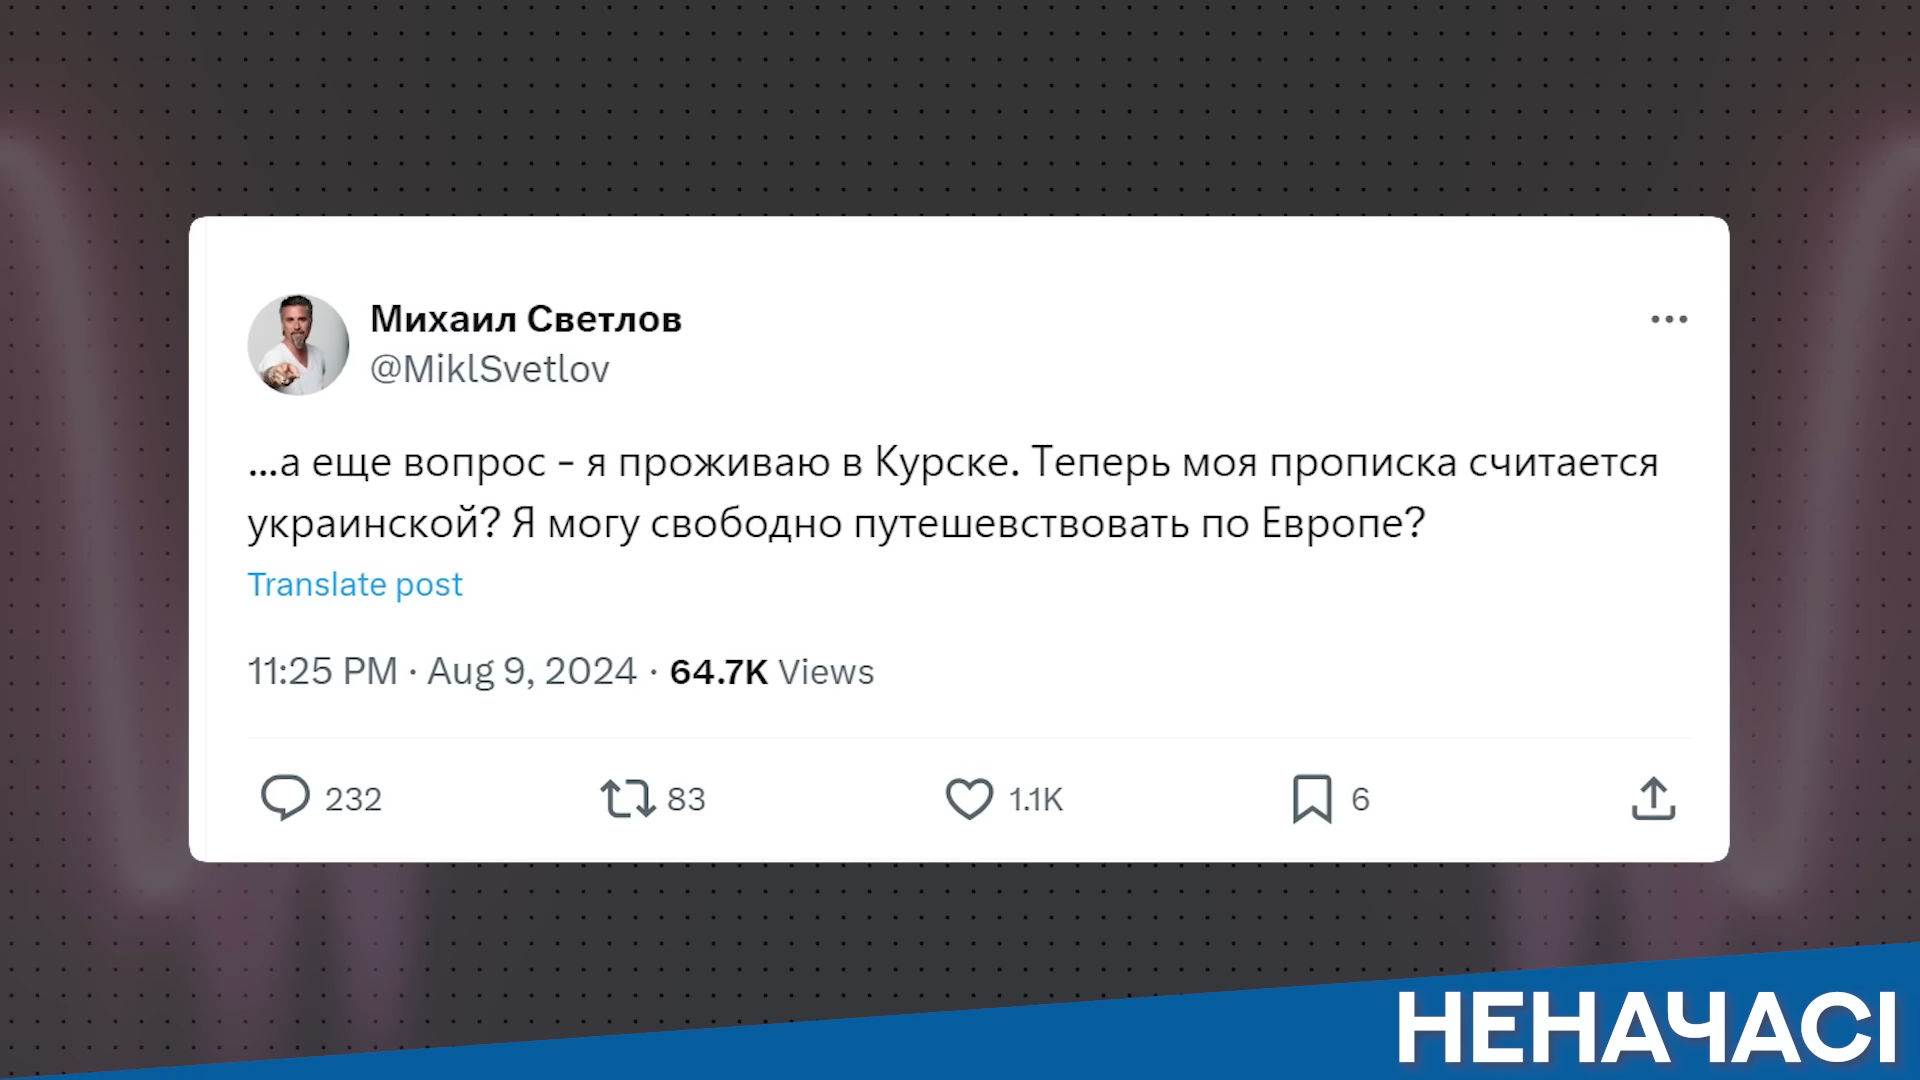 Михаил Светлов
@MiklSvetlov
...а еще вопрос - я проживаю в Курске. Теперь моя прописка считается
украинской? Я могу свободно путешевствовать по Европе?
Translate post
11:25 PM · Aug 9, 2024 · 64.7K Views
232 83 1.1K 6
НЕНАЧАСІ